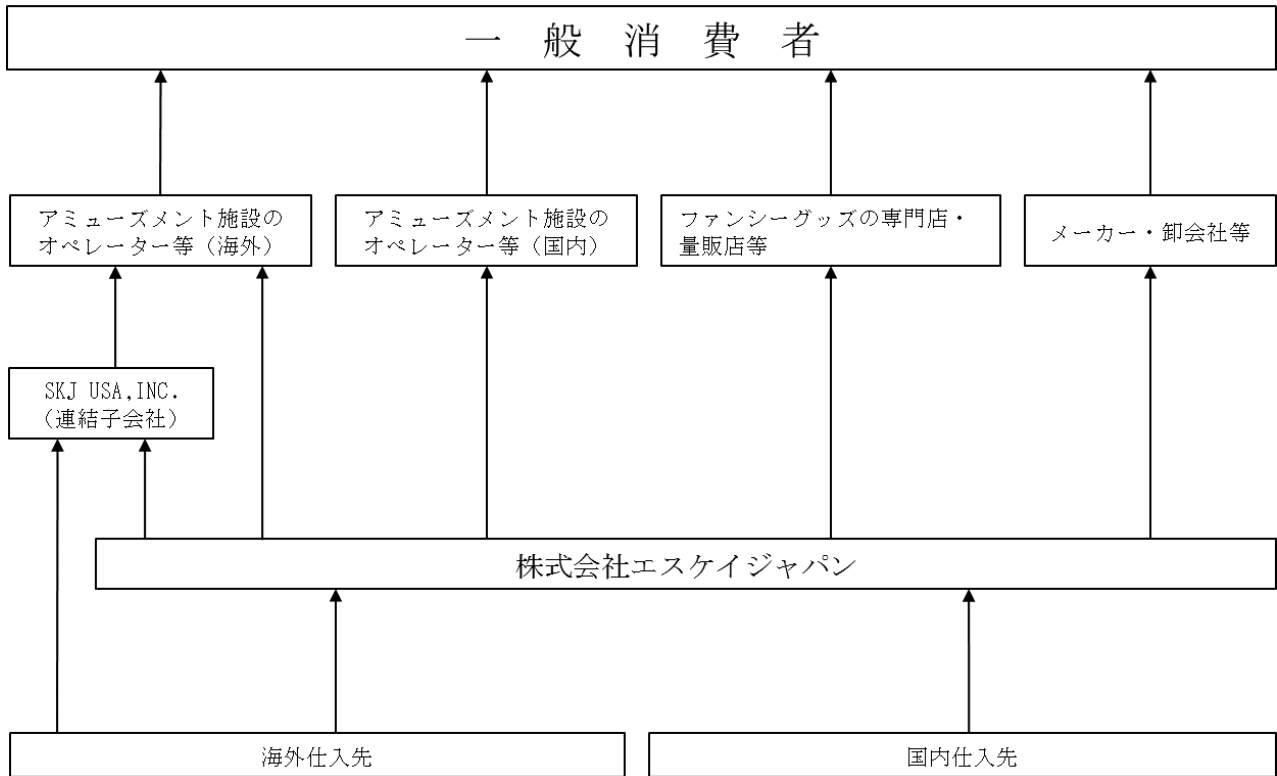 一般消費者
アミューズメント施設の
オペレーター等（海外）
アミューズメント施設の
オペレーター等（国内）
ファンシーグッズの専門店・
量販店等
メーカー・卸会社等
SKJ USA,INC.
（連結子会社）
株式会社エスケイジャパン
海外仕入先
国内仕入先